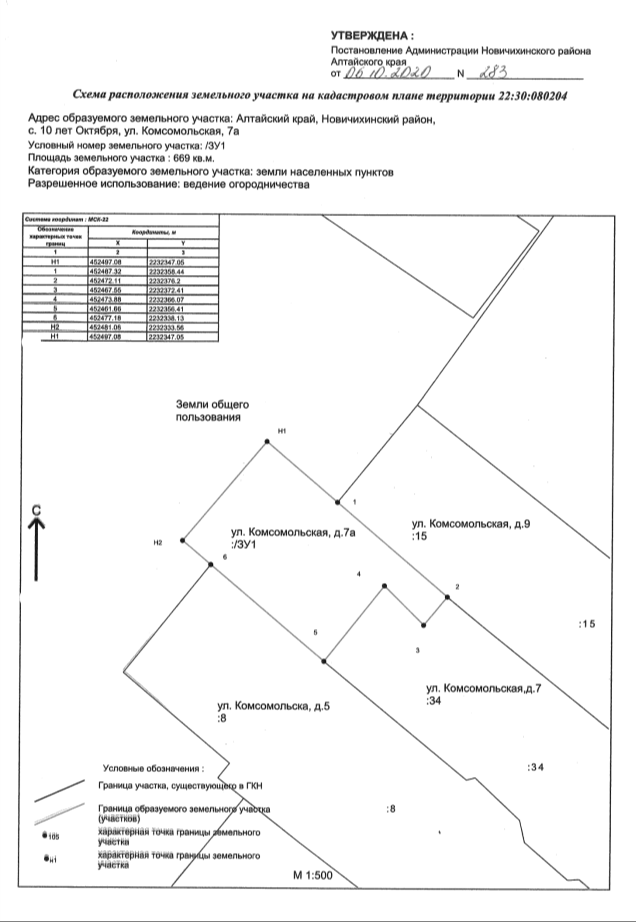 УТВЕРЖДЕНА :
Постановление Администрации Новичихинского района
Алтайского края
от 06.10.2020 N 283
Схема расположения земельного участка на кадастровом плане территории 22:30:080204
Адрес образуемого земельного участка: Алтайский край, Новичихинский район,
с. 10 лет Октября, ул. Комсомольская, 7а
Условный номер земельного участка: /ЗУ1
Площадь земельного участка : 669 кв.м.
Категория образуемого земельного участка: земли населенных пунктов
Разрешенное использование: ведение огородничества
Система координат : МСК-22
Обозначение характерных точек границ
Координаты, м
X Y
1 2 3
Н1 452497.08 2232347.05
1 452487.32 2232358.44
2 452472.11 2232376.2
3 452467.55 2232372.41
4 452473.88 2232366.07
5 452461.66 2232356.41
6 452477.18 2232338.13
Н2 452481.05 2232333.56
Н1 452497.08 2232347.05
Земли общего
пользования
Н1
1
С
ул. Комсомольская, д.9
:15
ул. Комсомольская, д.7а
:/ЗУ1
Н2
6
4
2
:15
5
3
ул. Комсомольская,д.7
:34
ул. Комсомольска, д.5
:8
Условные обозначения :
:34
Граница участка, существующего в ГКН
Граница образуемого земельного участка
(участков)
:8
105
характерная точка границы земельного
участка
н1
характерная точка границы земельного
участка
М 1:500